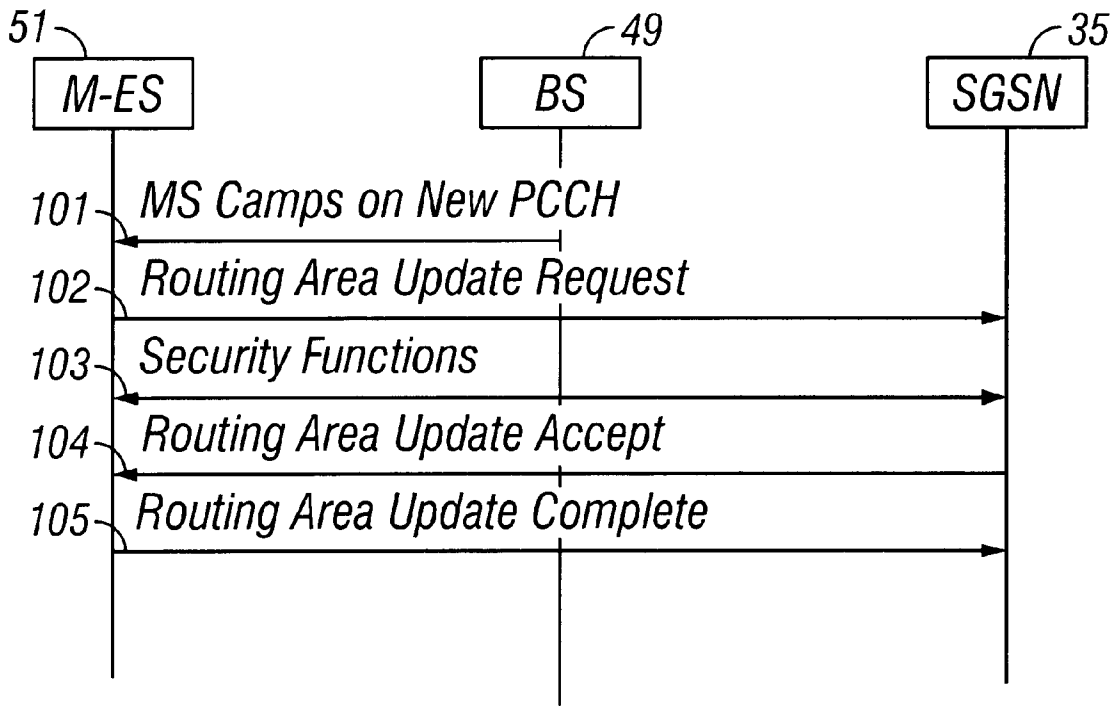 51 49 35
M-ES BS SGSN
MS Camps on New PCCH
101
Routing Area Update Request
102
Security Functions
103
Routing Area Update Accept
104
Routing Area Update Complete
105